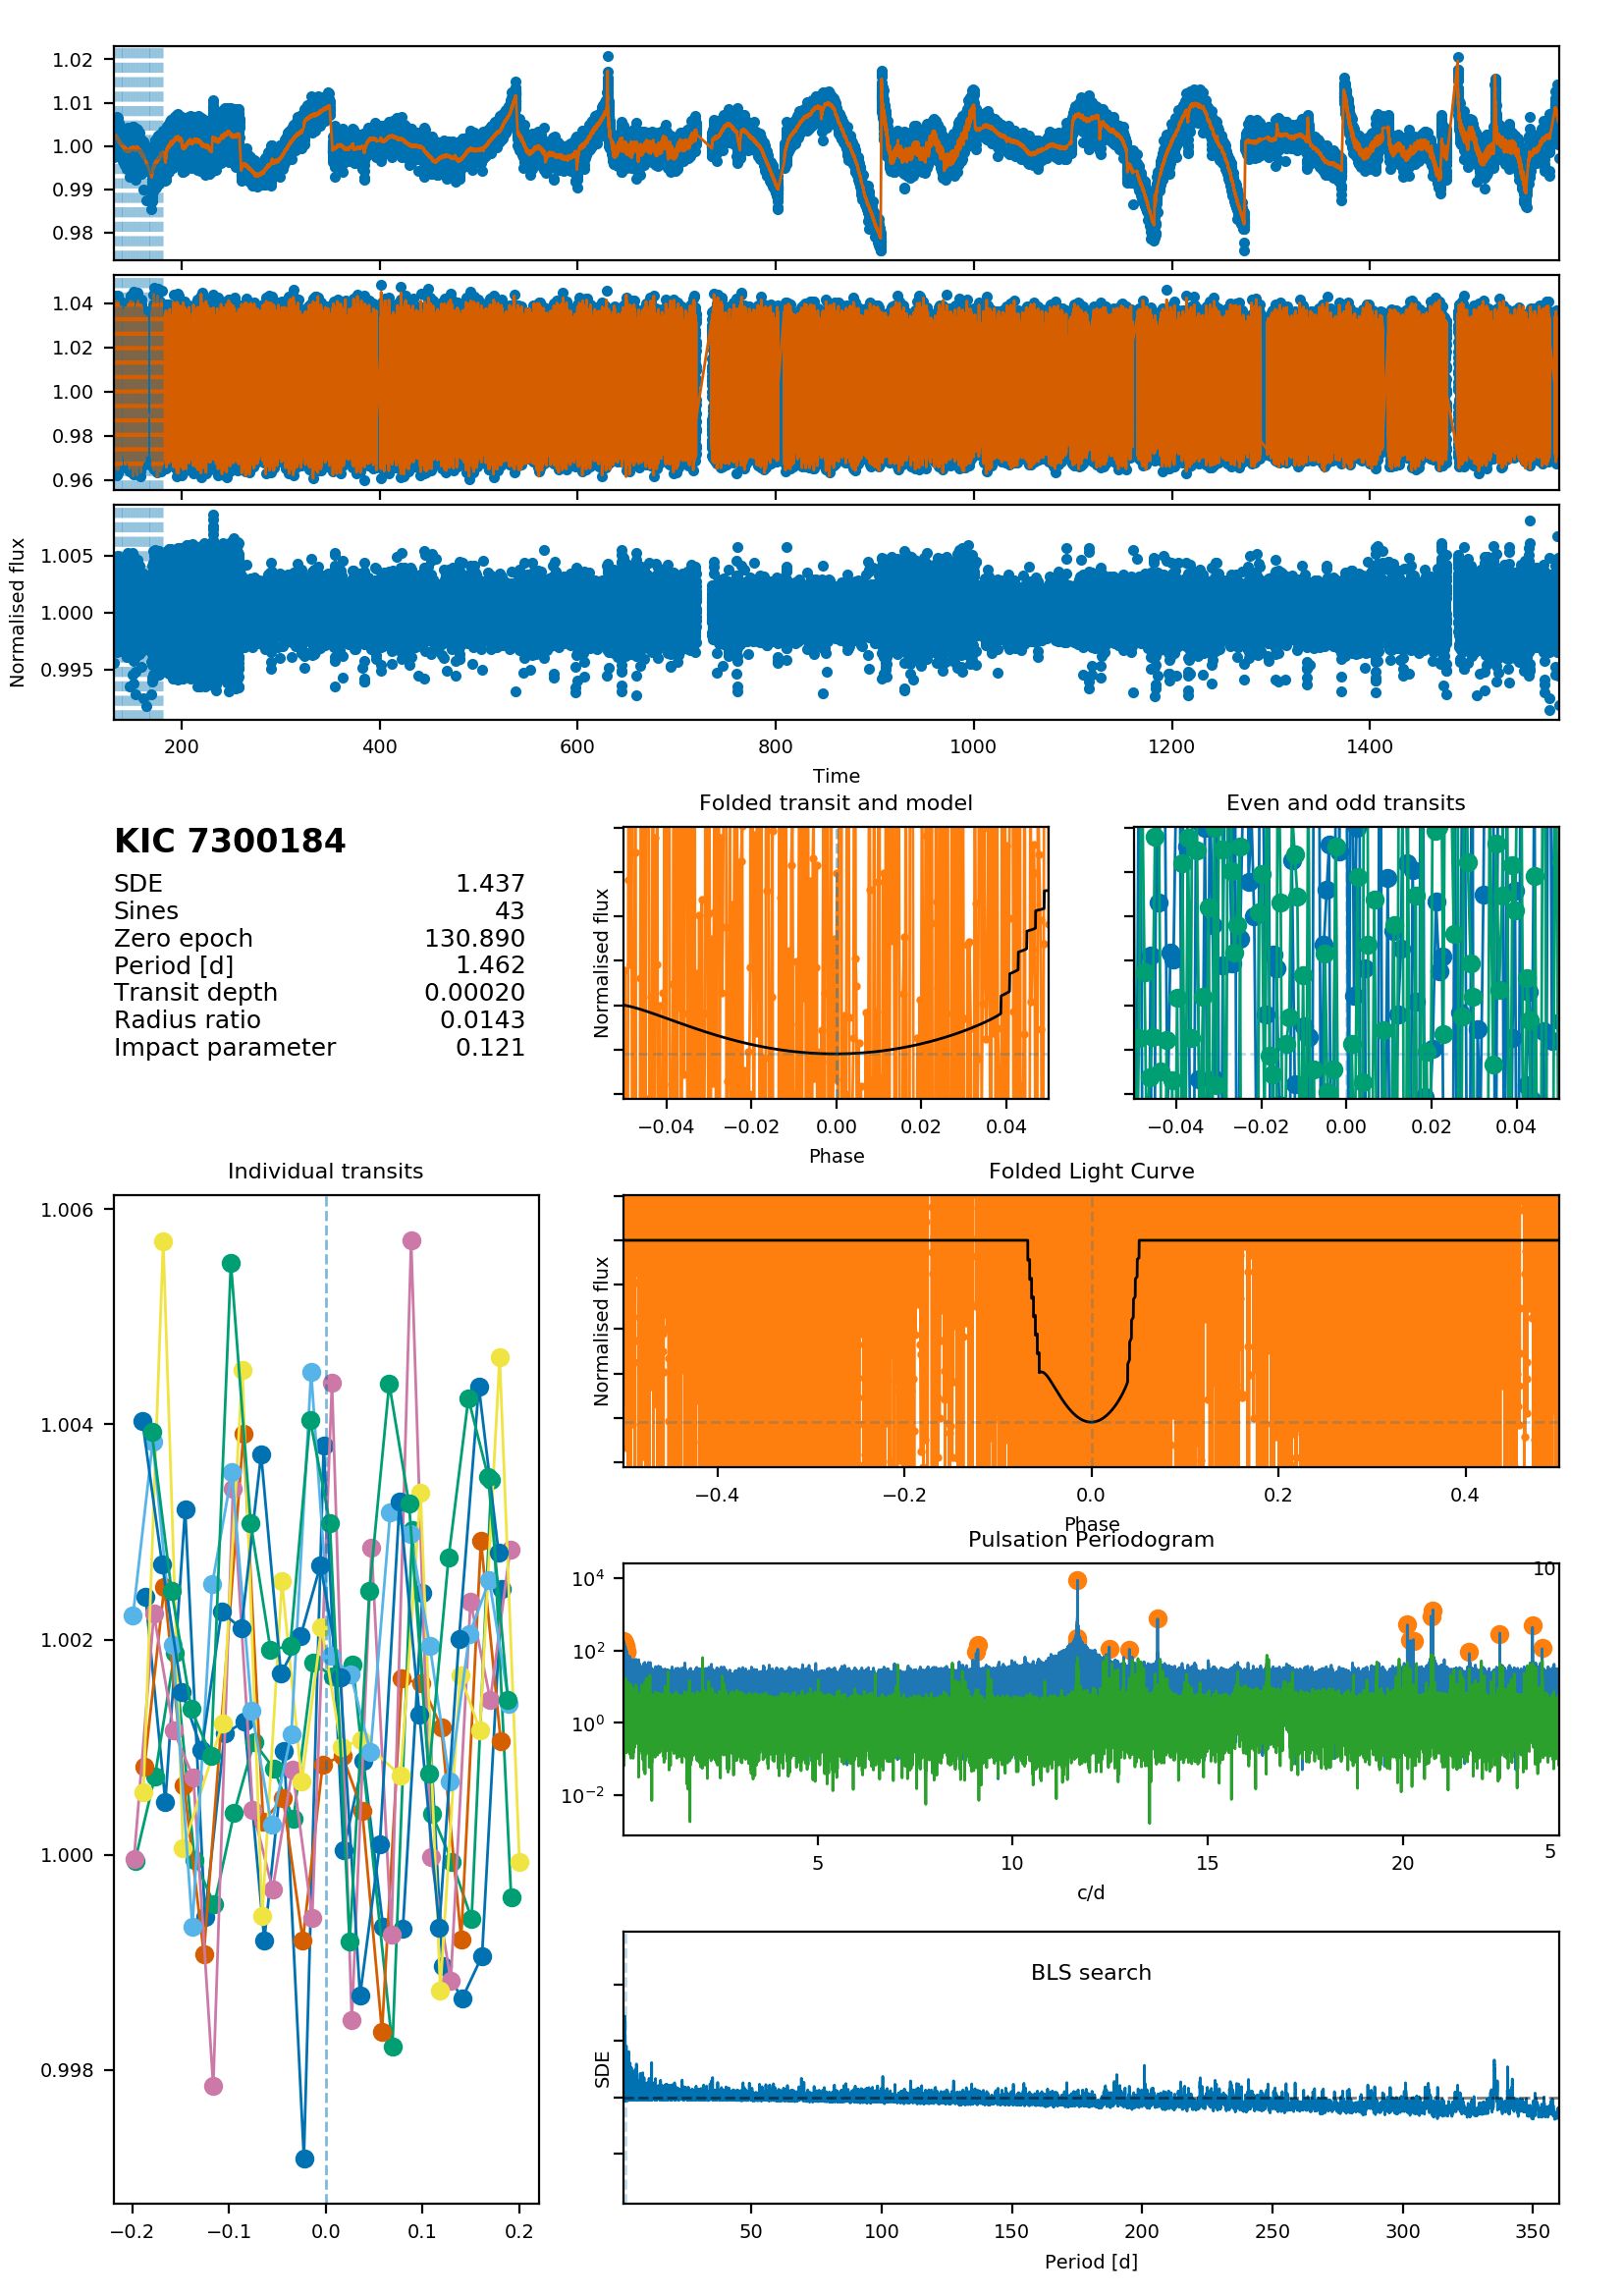 1.02
1.01
1.00
0.99
0.98
1.04
1.02
1.00
0.98
0.96
Normalised flux
1.005
1.000
0.995
200 400 600 800 1000 1200 1400
Time
KIC 7300184
SDE 1.437
Sines 43
Zero epoch 130.890
Period [d] 1.462
Transit depth 0.00020
Radius ratio 0.0143
Impact parameter 0.121
Folded transit and model
Normalised flux
−0.04 −0.02 0.00 0.02 0.04
Phase
Even and odd transits
−0.04 −0.02 0.00 0.02 0.04
Individual transits
1.006
1.004
1.002
1.000
0.998
−0.2 −0.1 0.0 0.1 0.2
Folded Light Curve
Normalised flux
−0.4 −0.2 0.0 0.2 0.4
Phase
Pulsation Periodogram
10
10⁴
10²
10⁰
10⁻²
5 10 15 20
5
c/d
BLS search
SDE
50 100 150 200 250 300 350
Period [d]